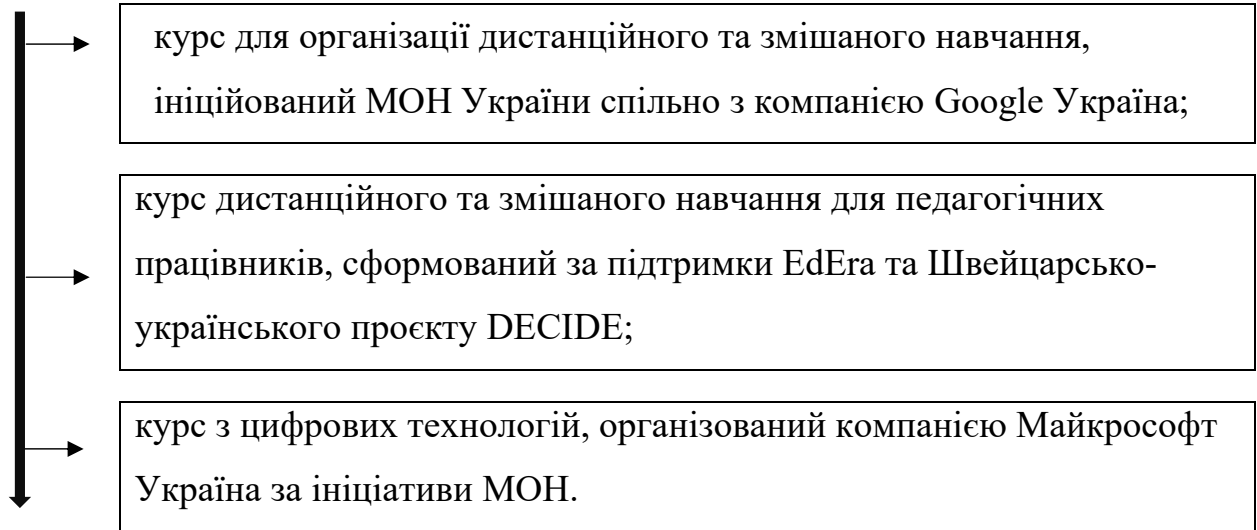 курс для організації дистанційного та змішаного навчання,
ініційований МОН України спільно з компанією Google Україна;
курс дистанційного та змішаного навчання для педагогічних
працівників, сформований за підтримки EdEra та Швейцарсько-
українського проєкту DECIDE;
курс з цифрових технологій, організований компанією Майкрософт
Україна за ініціативи МОН.